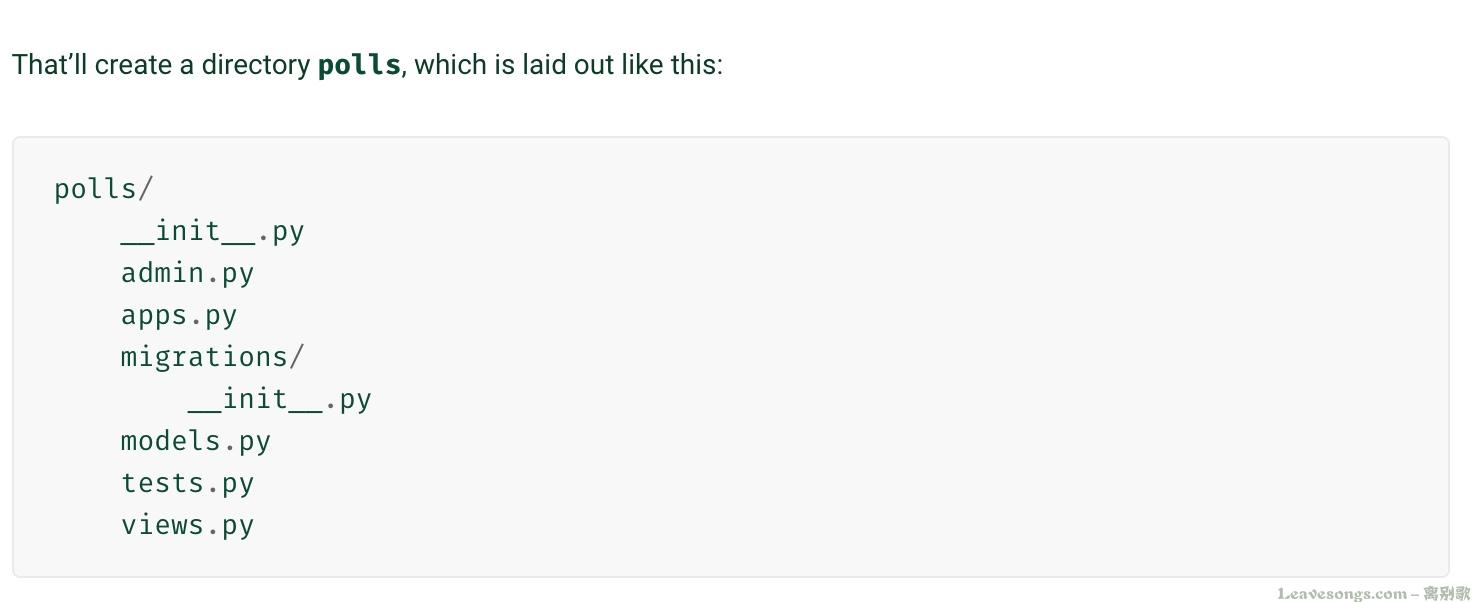 That’ll create a directory polls, which is laid out like this:
polls/
    __init__.py
    admin.py
    apps.py
    migrations/
        __init__.py
    models.py
    tests.py
    views.py
Leavesongs.com – 离别歌